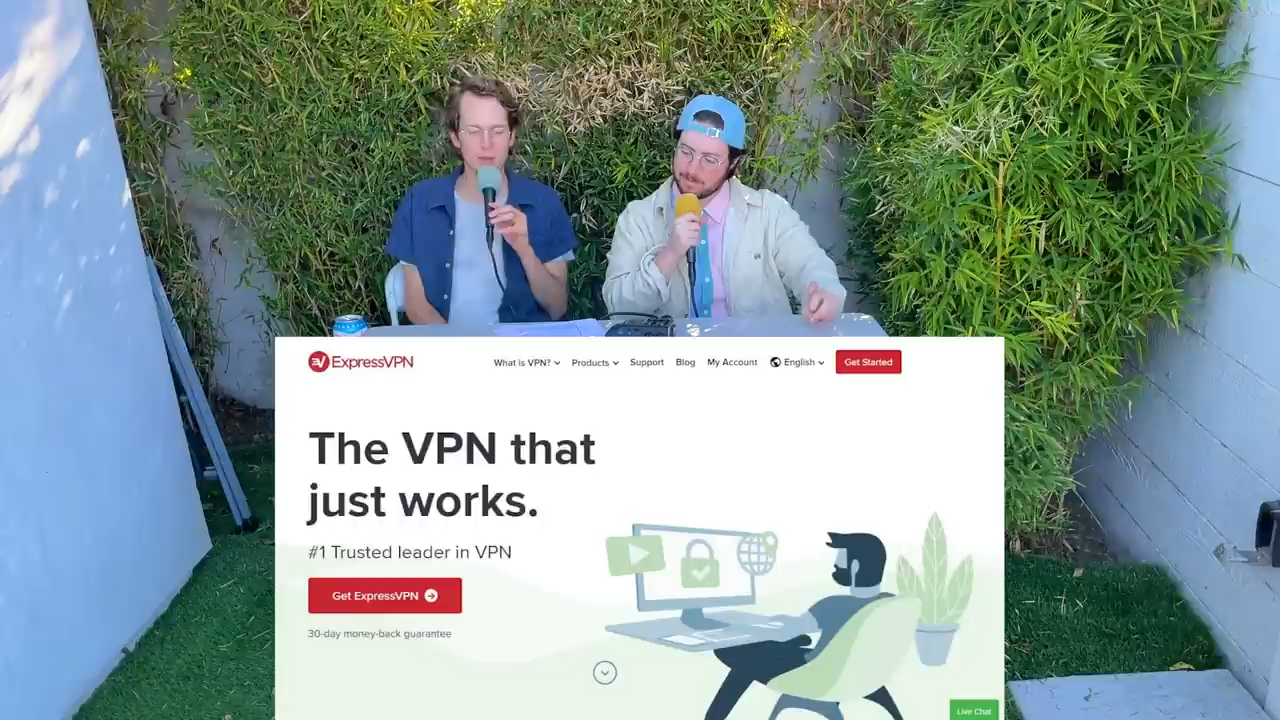 ExpressVPN
What is VPN?
Products
Support
Blog
My Account
English
Get Started
The VPN that
just works.
#1 Trusted leader in VPN
Get ExpressVPN
30-day money-back guarantee
Live Chat